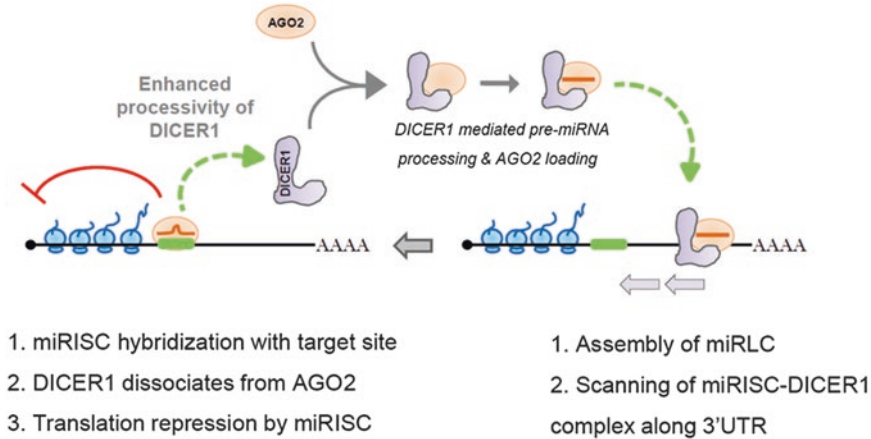 AGO2
Enhanced
processivity of
DICER1
DICER1
DICER1 mediated pre-miRNA
processing & AGO2 loading
AAAA
AAAA
1. miRISC hybridization with target site
2. DICER1 dissociates from AGO2
3. Translation repression by miRISC
1. Assembly of miRLC
2. Scanning of miRISC-DICER1
complex along 3'UTR